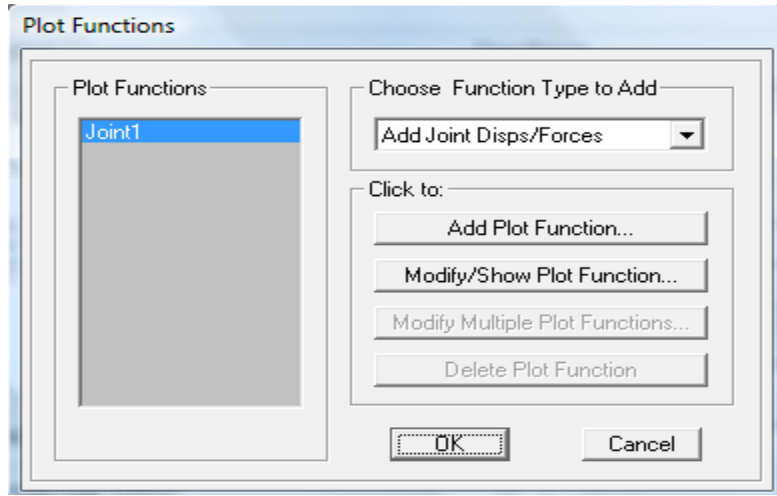 Plot Functions
Plot Functions
Joint1
Choose Function Type to Add
Add Joint Disps/Forces
Click to:
Add Plot Function...
Modify/Show Plot Function...
Modify Multiple Plot Functions...
Delete Plot Function
OK
Cancel